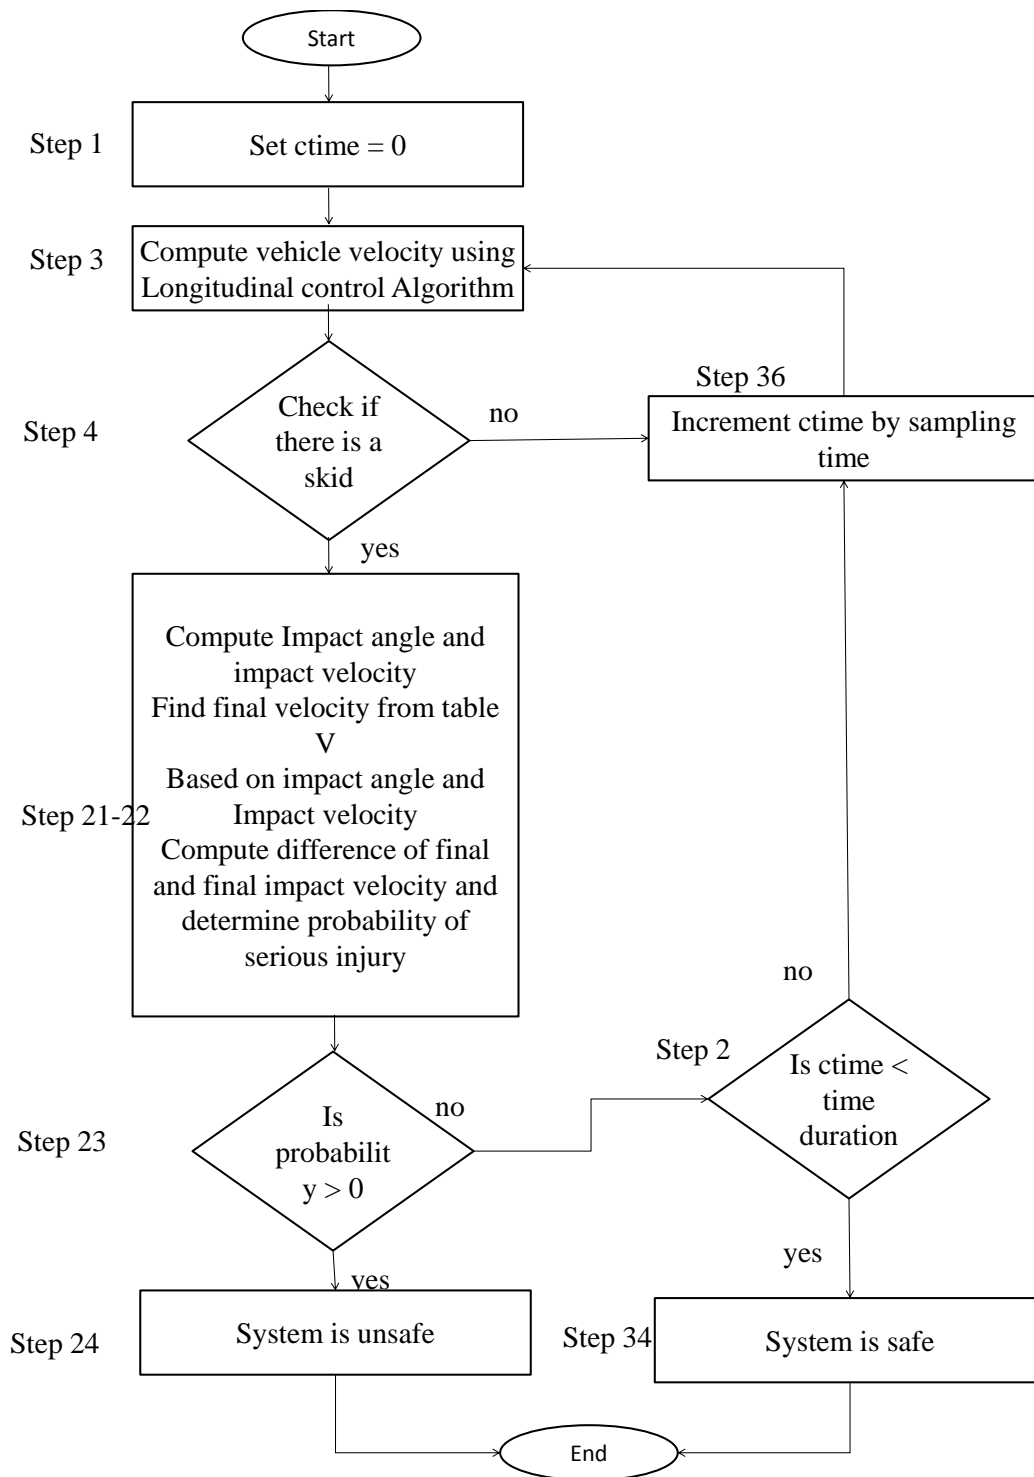 Start
Step 1
Set ctime = 0
Step 3
Compute vehicle velocity using
Longitudinal control Algorithm
Step 36
Increment ctime by sampling
time
Step 4
Check if
there is a
skid
no
yes
Step 21-22
Compute Impact angle and
impact velocity
Find final velocity from table
V
Based on impact angle and
Impact velocity
Compute difference of final
and final impact velocity and
determine probability of
serious injury
no
Step 2
Is ctime <
time
duration
Step 23
Is
probabilit
y > 0
no
yes
yes
Step 24
System is unsafe
Step 34
System is safe
End